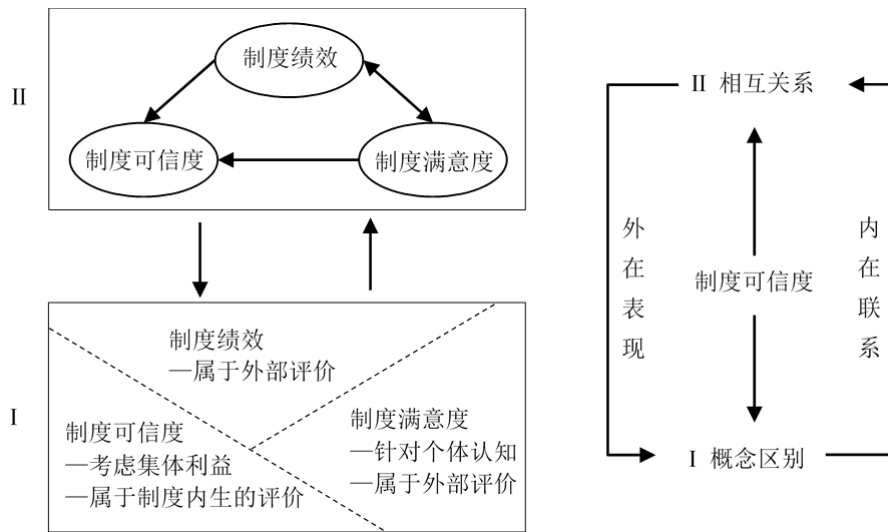 II
制度绩效
制度可信度
制度满意度
I
制度绩效
—属于外部评价
制度可信度
—考虑集体利益
—属于制度内生的评价
制度满意度
—针对个体认知
—属于外部评价
II 相互关系
外在表现
制度可信度
内在联系
I 概念区别